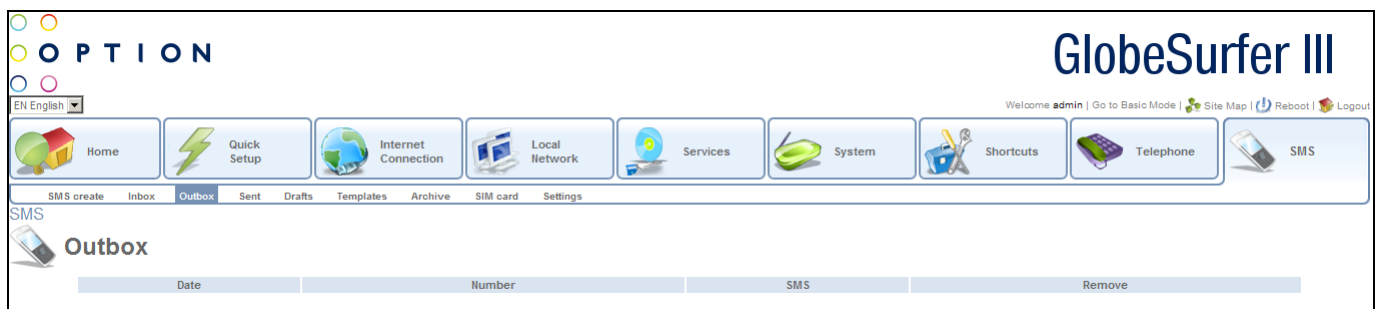 OPTION
GlobeSurfer III
EN English
Welcome admin | Go to Basic Mode | Site Map | Reboot | Logout
Home
Quick Setup
Internet Connection
Local Network
Services
System
Shortcuts
Telephone
SMS
SMS create Inbox Outbox Sent Drafts Templates Archive SIM card Settings
SMS
Outbox
Date Number SMS Remove